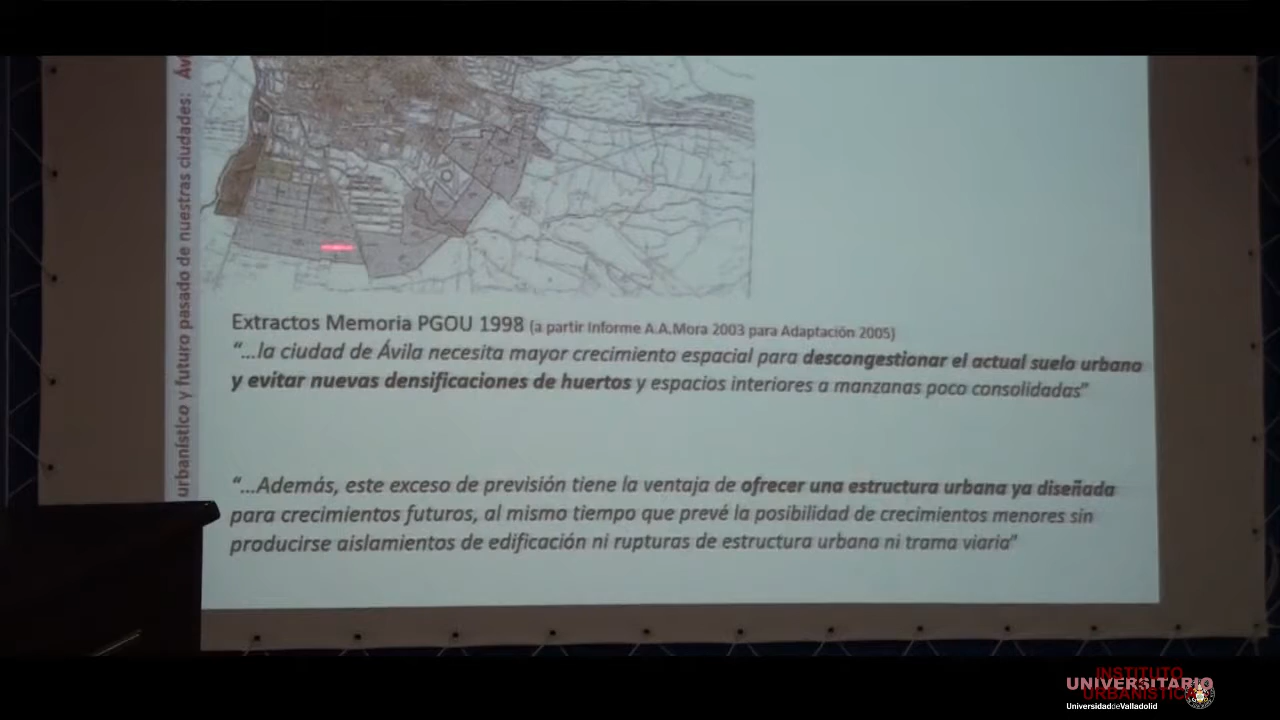 urbanístico y futuro pasado de nuestras ciudades: Áv
Extractos Memoria PGOU 1998 (a partir Informe A.A.Mora 2003 para Adaptación 2005)
“...la ciudad de Ávila necesita mayor crecimiento espacial para descongestionar el actual suelo urbano
y evitar nuevas densificaciones de huertos y espacios interiores a manzanas poco consolidadas”
“...Además, este exceso de previsión tiene la ventaja de ofrecer una estructura urbana ya diseñada
para crecimientos futuros, al mismo tiempo que prevé la posibilidad de crecimientos menores sin
producirse aislamientos de edificación ni rupturas de estructura urbana ni trama viaria”
INSTITUTO
UNIVERSITARIO
URBANÍSTIC
UniversidaddeValladolid